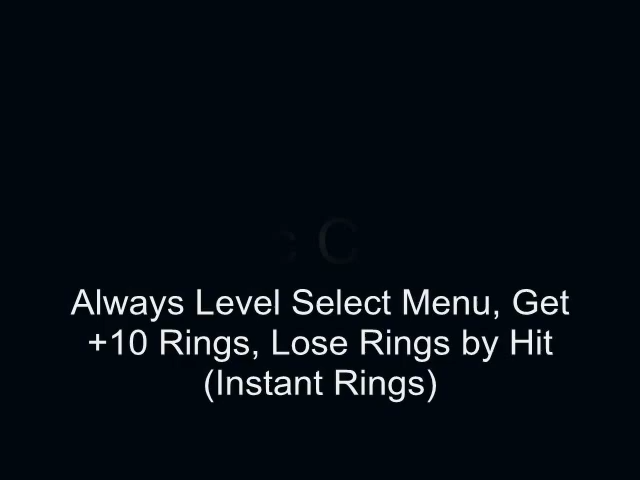 Always Level Select Menu, Get
+10 Rings, Lose Rings by Hit
(Instant Rings)